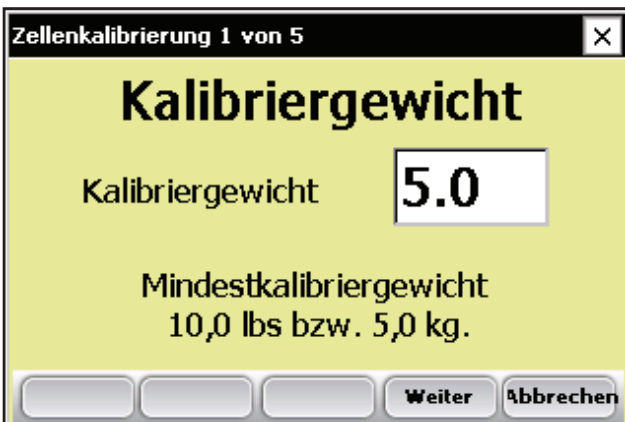 Zellenkalibrierung 1 von 5
Kalibriergewicht
Kalibriergewicht 5.0
Mindestkalibriergewicht
10,0 lbs bzw. 5,0 kg.
Weiter Abbrechen